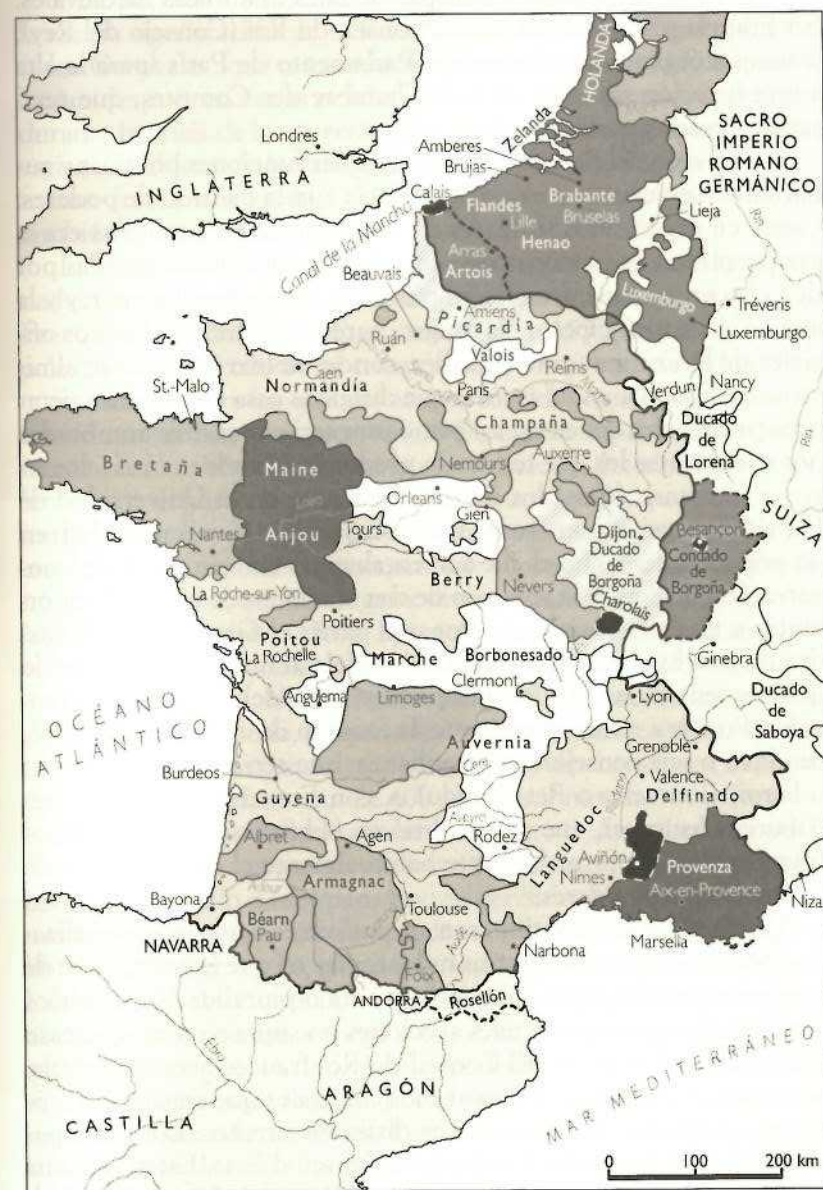 Londres
INGLATERRA
HOLANDA
Zelanda
Amberes
Brujas
SACRO
IMPERIO
ROMANO
GERMÁNICO
Calais
Flandes
Lille
Brabante
Bruselas
Henao
Lieja
Rin
Canal de la Mancha
Arras
Artois
Beauvais
Amiens
Picardía
Luxemburgo
Tréveris
Luxemburgo
Ruán
Valois
Reims
Caen
Normandía
París
Verdun
Nancy
St.-Malo
Champaña
Ducado
de
Lorena
Rin
Bretaña
Maine
Nemours
Auxerre
Orleans
Gien
Anjou
Tours
Nantes
Dijon
Ducado
de
Borgoña
Besançon
Condado
de
Borgoña
SUIZA
Berry
Nevers
Charolais
La Roche-sur-Yon
Poitiers
Poitou
La Rochelle
Marche
Borbonesado
Ginebra
Clermont
Angulema
Limoges
Lyon
Ducado
de
Saboya
OCÉANO
ATLÁNTICO
Auvernia
Grenoble
Burdeos
Valence
Guyena
Delfinado
Languedoc
Albret
Agen
Rodez
Aviñón
Provenza
Nimes
Aix-en-Provence
Armagnac
Bayona
Adour
Toulouse
Niza
Béarn
Pau
NAVARRA
Narbona
Marsella
Foix
ANDORRA
Rosellón
Ebro
ARAGÓN
MAR MEDITERRÁNEO
CASTILLA
0
100
200 km